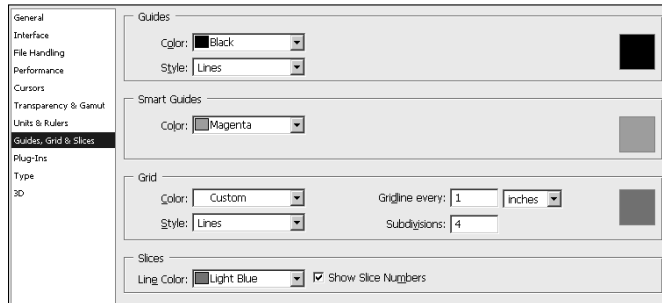 General
Interface
File Handling
Performance
Cursors
Transparency & Gamut
Units & Rulers
Guides, Grid & Slices
Plug-Ins
Type
3D
Guides
Color: Black
Style: Lines
Smart Guides
Color: Magenta
Grid
Color: Custom
Gridline every: 1 inches
Style: Lines
Subdivisions: 4
Slices
Line Color: Light Blue
Show Slice Numbers